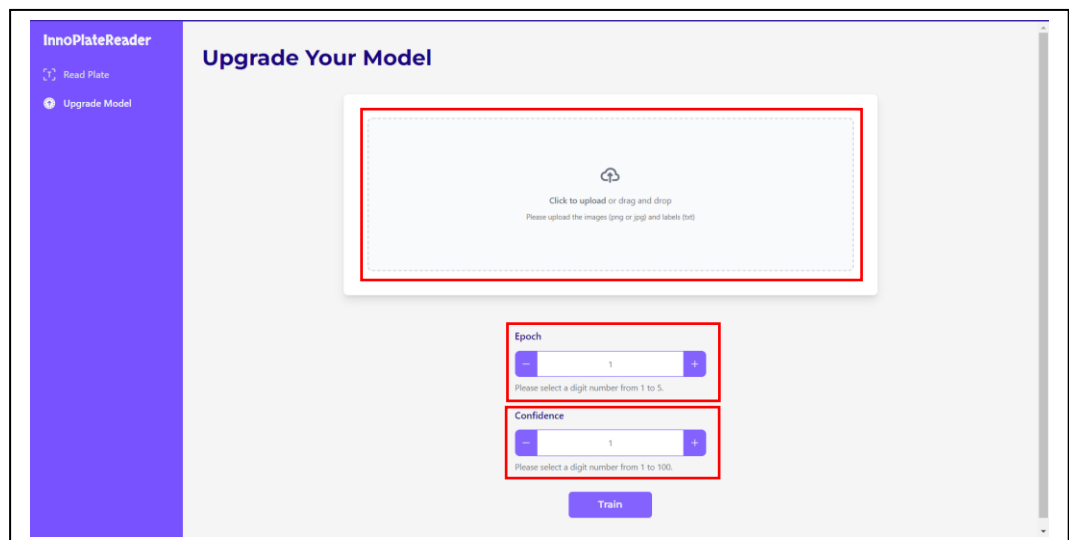 InnoPlateReader
Read Plate
Upgrade Model
Upgrade Your Model
Click to upload or drag and drop
Please upload the images (png or jpg) and labels (txt)
Epoch
− 1 +
Please select a digit number from 1 to 5.
Confidence
− 1 +
Please select a digit number from 1 to 100.
Train